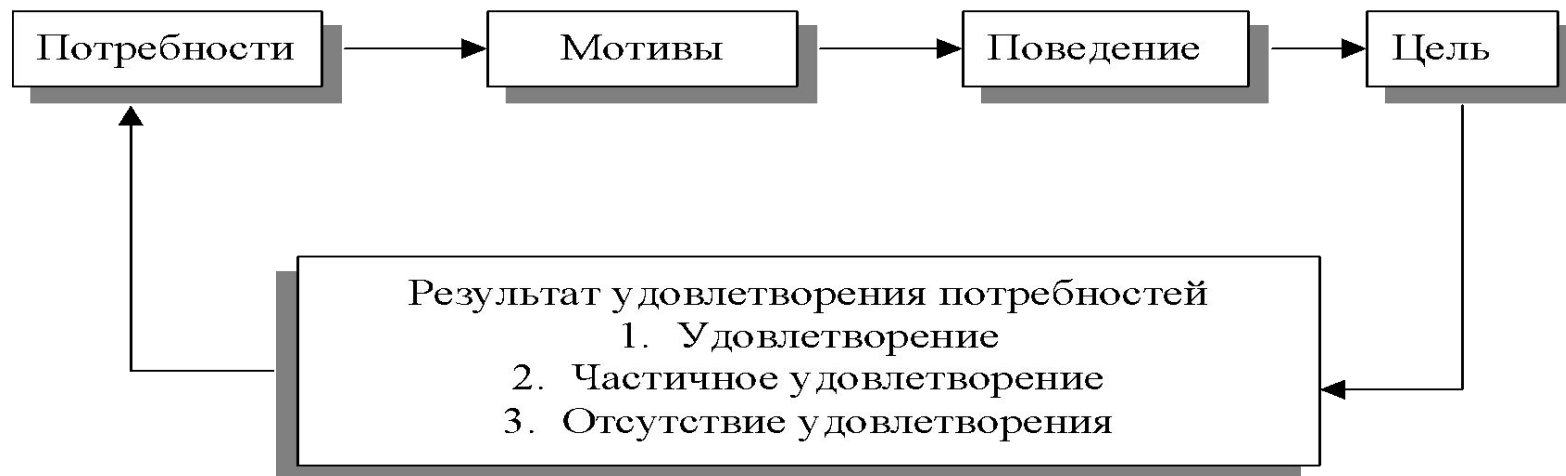 Потребности
Мотивы
Поведение
Цель
Результат удовлетворения потребностей
1. Удовлетворение
2. Частичное удовлетворение
3. Отсутствие удовлетворения